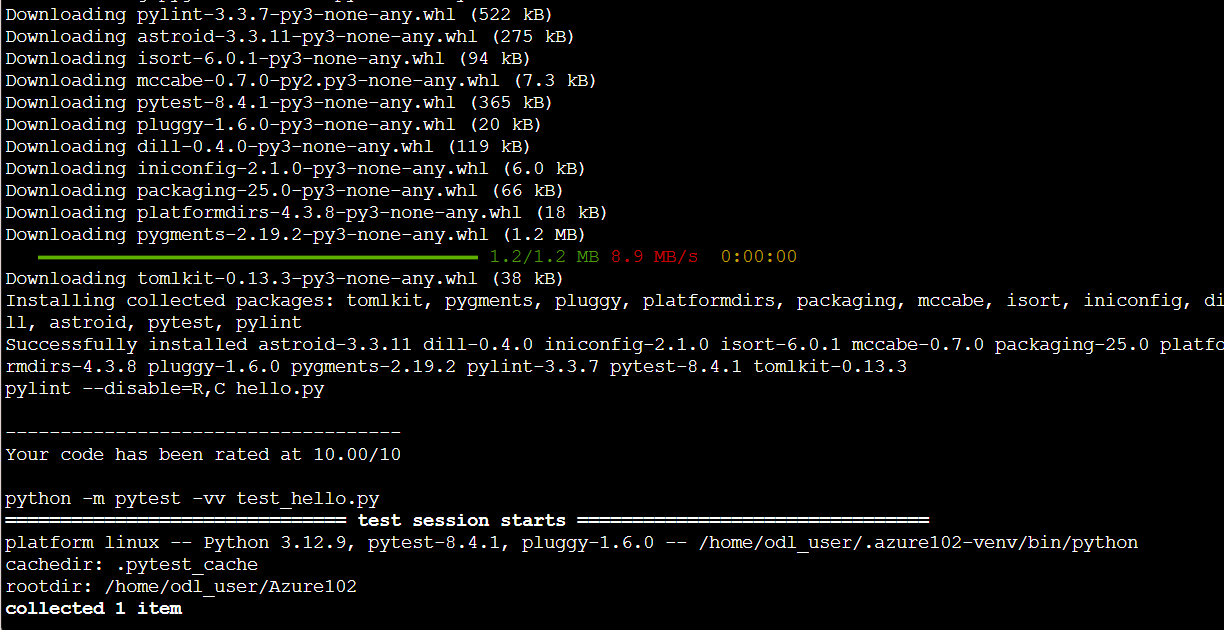 Downloading pylint-3.3.7-py3-none-any.whl (522 kB)
Downloading astroid-3.3.11-py3-none-any.whl (275 kB)
Downloading isort-6.0.1-py3-none-any.whl (94 kB)
Downloading mccabe-0.7.0-py2.py3-none-any.whl (7.3 kB)
Downloading pytest-8.4.1-py3-none-any.whl (365 kB)
Downloading pluggy-1.6.0-py3-none-any.whl (20 kB)
Downloading dill-0.4.0-py3-none-any.whl (119 kB)
Downloading iniconfig-2.1.0-py3-none-any.whl (6.0 kB)
Downloading packaging-25.0-py3-none-any.whl (66 kB)
Downloading platformdirs-4.3.8-py3-none-any.whl (18 kB)
Downloading pygments-2.19.2-py3-none-any.whl (1.2 MB)
1.2/1.2 MB 8.9 MB/s 0:00:00
Downloading tomlkit-0.13.3-py3-none-any.whl (38 kB)
Installing collected packages: tomlkit, pygments, pluggy, platformdirs, packaging, mccabe, isort, iniconfig, di
ll, astroid, pytest, pylint
Successfully installed astroid-3.3.11 dill-0.4.0 iniconfig-2.1.0 isort-6.0.1 mccabe-0.7.0 packaging-25.0 platfo
rmdirs-4.3.8 pluggy-1.6.0 pygments-2.19.2 pylint-3.3.7 pytest-8.4.1 tomlkit-0.13.3
pylint --disable=R,C hello.py
------------------------------------
Your code has been rated at 10.00/10
python -m pytest -vv test_hello.py
=============================== test session starts ================================
platform linux -- Python 3.12.9, pytest-8.4.1, pluggy-1.6.0 -- /home/odl_user/.azure102-venv/bin/python
cachedir: .pytest_cache
rootdir: /home/odl_user/Azure102
collected 1 item